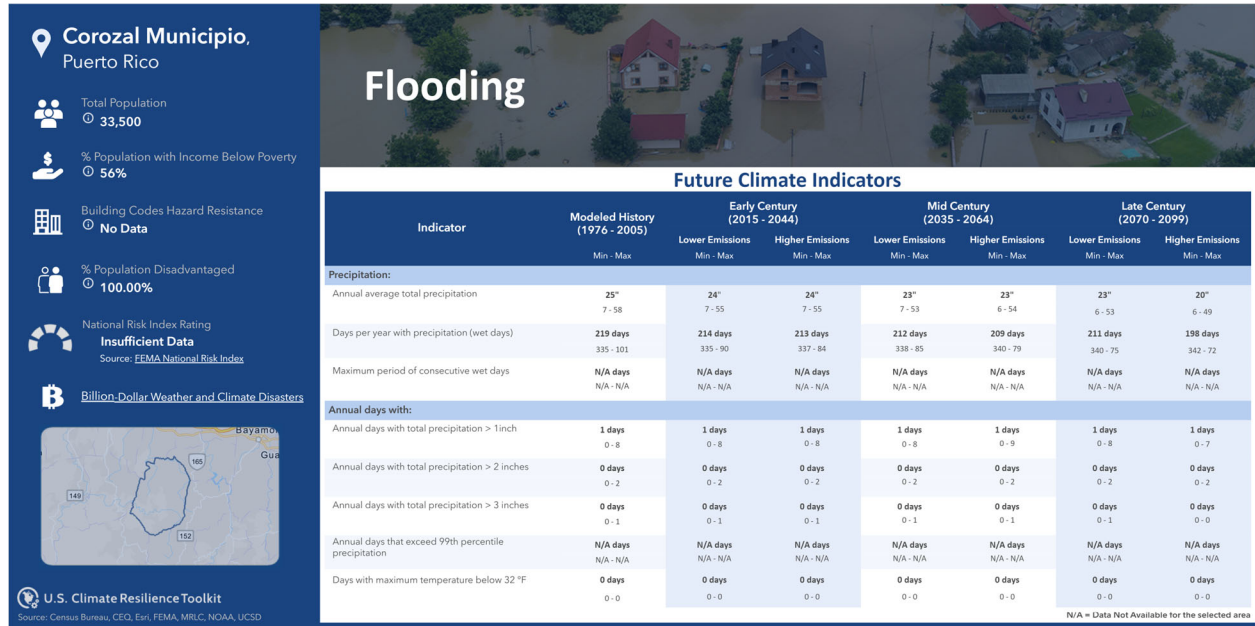 Corozal Municipio,
Puerto Rico
Total Population
33,500
% Population with Income Below Poverty
56%
Building Codes Hazard Resistance
No Data
% Population Disadvantaged
100.00%
National Risk Index Rating
Insufficient Data
Source: FEMA National Risk Index
Billion-Dollar Weather and Climate Disasters
Bayamo
Gua
165
149
152
U.S. Climate Resilience Toolkit
Source: Census Bureau, CEQ, Esri, FEMA, MRLC, NOAA, UCSD
Flooding
Future Climate Indicators
Indicator
Modeled History
(1976 - 2005)
Min - Max
Early Century
(2015 - 2044)
Lower Emissions Higher Emissions
Min - Max Min - Max
Mid Century
(2035 - 2064)
Lower Emissions Higher Emissions
Min - Max Min - Max
Late Century
(2070 - 2099)
Lower Emissions Higher Emissions
Min - Max Min - Max
Precipitation:
Annual average total precipitation 25" 24" 24" 23" 23" 23" 20"
7 - 58 7 - 55 7 - 55 7 - 53 6 - 54 6 - 53 6 - 49
Days per year with precipitation (wet days) 219 days 214 days 213 days 212 days 209 days 211 days 198 days
335 - 101 335 - 90 337 - 84 338 - 85 340 - 79 340 - 75 342 - 72
Maximum period of consecutive wet days N/A days N/A days N/A days N/A days N/A days N/A days N/A days
N/A - N/A N/A - N/A N/A - N/A N/A - N/A N/A - N/A N/A - N/A N/A - N/A
Annual days with:
Annual days with total precipitation > 1inch 1 days 1 days 1 days 1 days 1 days 1 days 1 days
0 - 8 0 - 8 0 - 8 0 - 8 0 - 9 0 - 8 0 - 7
Annual days with total precipitation > 2 inches 0 days 0 days 0 days 0 days 0 days 0 days 0 days
0 - 2 0 - 2 0 - 2 0 - 2 0 - 2 0 - 2 0 - 2
Annual days with total precipitation > 3 inches 0 days 0 days 0 days 0 days 0 days 0 days 0 days
0 - 1 0 - 1 0 - 1 0 - 1 0 - 1 0 - 1 0 - 0
Annual days that exceed 99th percentile
precipitation N/A days N/A days N/A days N/A days N/A days N/A days N/A days
N/A - N/A N/A - N/A N/A - N/A N/A - N/A N/A - N/A N/A - N/A N/A - N/A
Days with maximum temperature below 32 °F 0 days 0 days 0 days 0 days 0 days 0 days 0 days
0 - 0 0 - 0 0 - 0 0 - 0 0 - 0 0 - 0 0 - 0
N/A = Data Not Available for the selected area